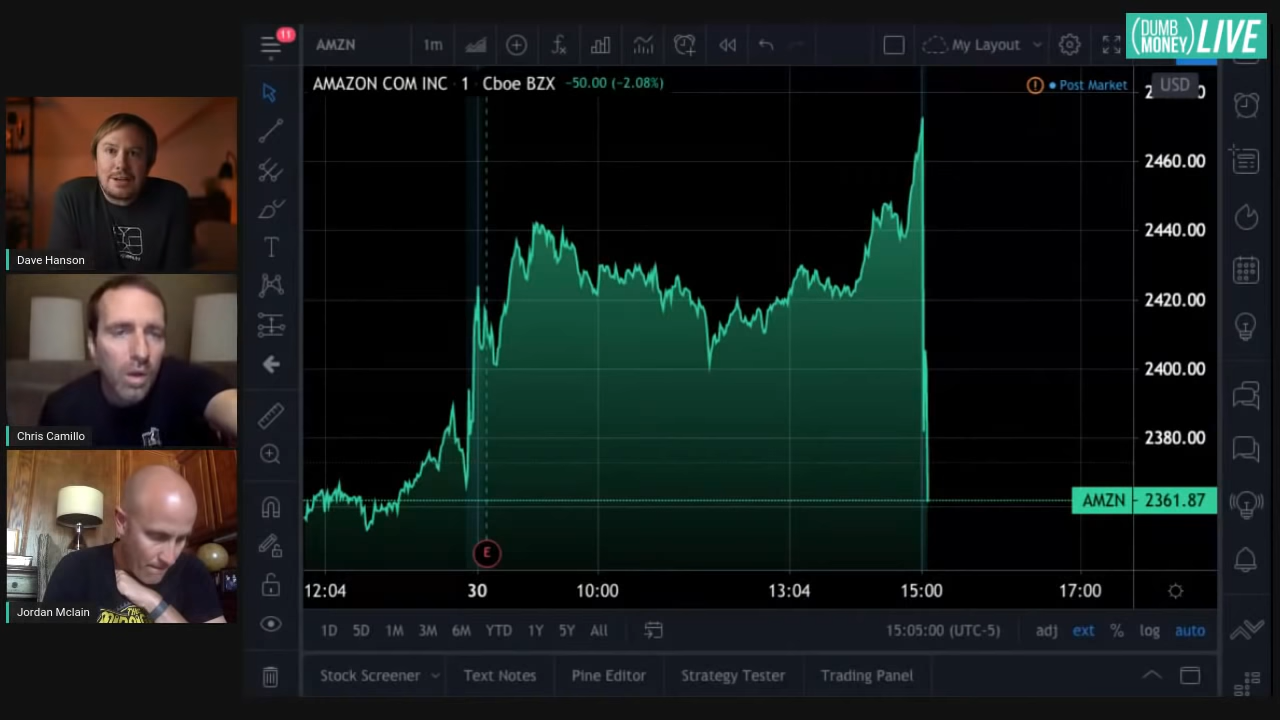 (DUMB MONEY) LIVE
11
AMZN
1m
My Layout
AMAZON COM INC · 1 · Cboe BZX −50.00 (−2.08%)
Post Market
USD
2460.00
2440.00
2420.00
2400.00
2380.00
AMZN 2361.87
E
12:04 30 10:00 13:04 15:00 17:00
1D 5D 1M 3M 6M YTD 1Y 5Y All
15:05:00 (UTC-5) adj ext % log auto
Stock Screener Text Notes Pine Editor Strategy Tester Trading Panel
Dave Hanson
Chris Camillo
Jordan Mclain